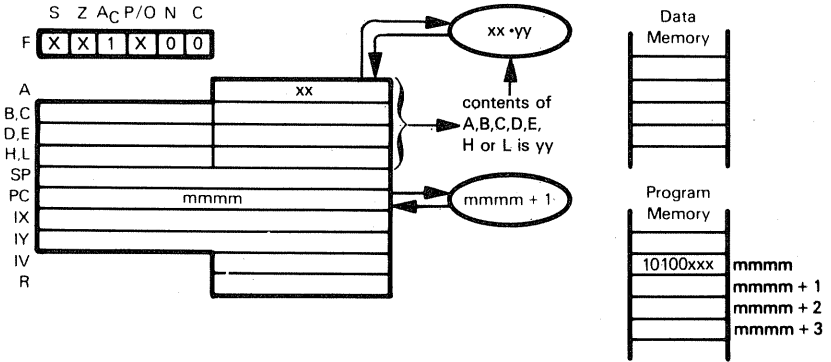 S Z AC P/O N C
F X X 1 X 0 0
A xx
B,C
D,E
H,L
SP
PC mmmm
IX
IY
IV
R
xx •yy
contents of
A,B,C,D,E,
H or L is yy
mmmm + 1
Data
Memory
Program
Memory
10100xxx mmmm
mmmm + 1
mmmm + 2
mmmm + 3